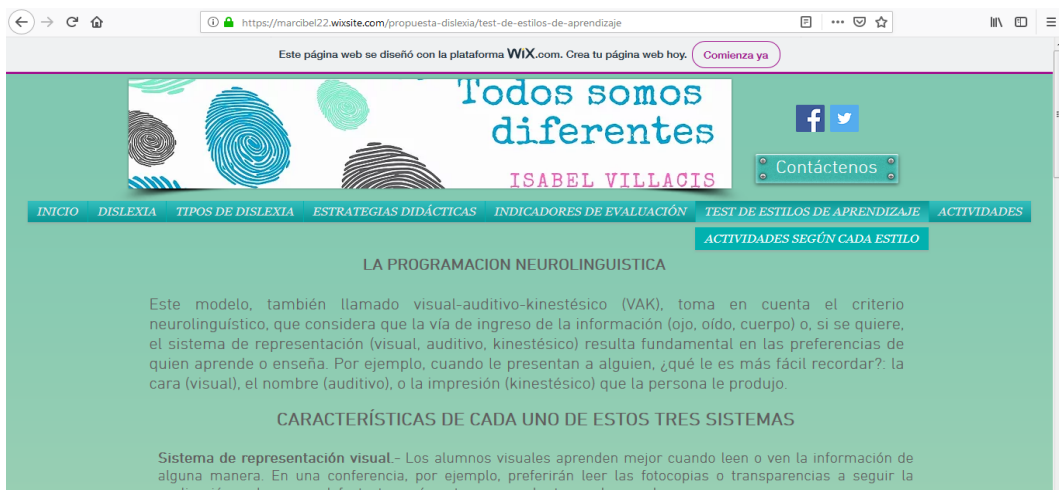 https://marcibel22.wixsite.com/propuesta-dislexia/test-de-estilos-de-aprendizaje
Este página web se diseñó con la plataforma WiX.com. Crea tu página web hoy. Comienza ya
Todos somos
diferentes
ISABEL VILLACIS
Contáctenos
INICIO DISLEXIA TIPOS DE DISLEXIA ESTRATEGIAS DIDÁCTICAS INDICADORES DE EVALUACIÓN TEST DE ESTILOS DE APRENDIZAJE ACTIVIDADES
ACTIVIDADES SEGÚN CADA ESTILO
LA PROGRAMACION NEUROLINGUISTICA
Este modelo, también llamado visual-auditivo-kinestésico (VAK), toma en cuenta el criterio
neurolinguístico, que considera que la vía de ingreso de la información (ojo, oído, cuerpo) o, si se quiere,
el sistema de representación (visual, auditivo, kinestésico) resulta fundamental en las preferencias de
quien aprende o enseña. Por ejemplo, cuando le presentan a alguien, ¿qué le es más fácil recordar?: la
cara (visual), el nombre (auditivo), o la impresión (kinestésico) que la persona le produjo.
CARACTERÍSTICAS DE CADA UNO DE ESTOS TRES SISTEMAS
Sistema de representación visual.- Los alumnos visuales aprenden mejor cuando leen o ven la información de
alguna manera. En una conferencia, por ejemplo, preferirán leer las fotocopias o transparencias a seguir la